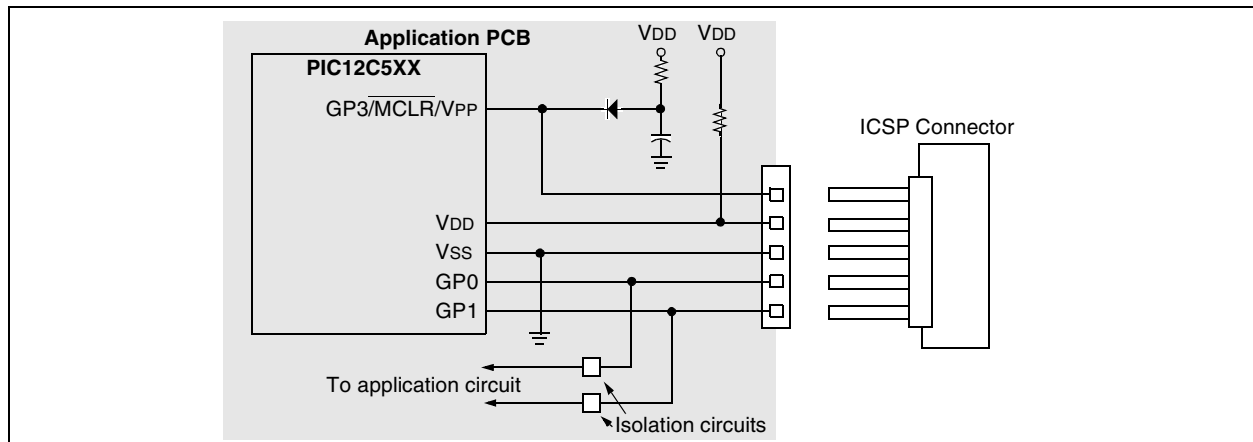 Application PCB
VDD VDD
PIC12C5XX
GP3/MCLR/VPP
ICSP Connector
VDD
VSS
GP0
GP1
To application circuit
Isolation circuits